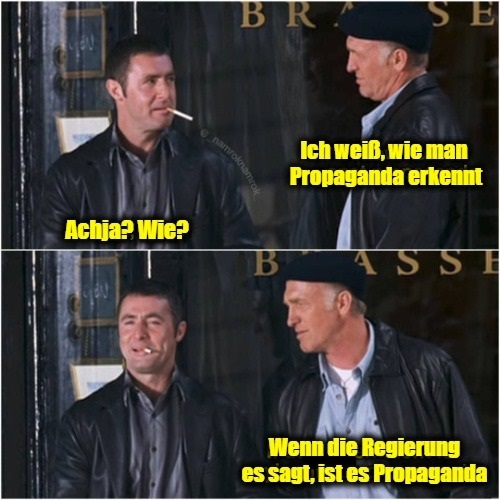 BRASSE
Ich weiß, wie man
Propaganda erkennt
Achja? Wie?
BRASSE
Wenn die Regierung
es sagt, ist es Propaganda